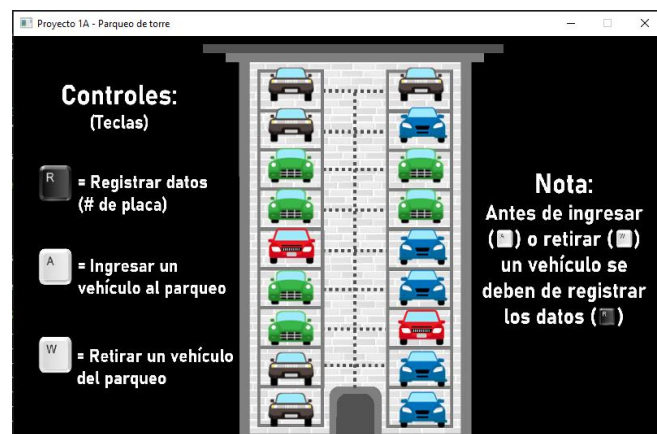 Proyecto 1A - Parqueo de torre
Controles:
(Teclas)
R
= Registrar datos
(# de placa)
A
= Ingresar un
vehículo al parqueo
W
= Retirar un vehículo
del parqueo
Nota:
Antes de ingresar
(A) o retirar (W)
un vehículo se
deben de registrar
los datos (R)